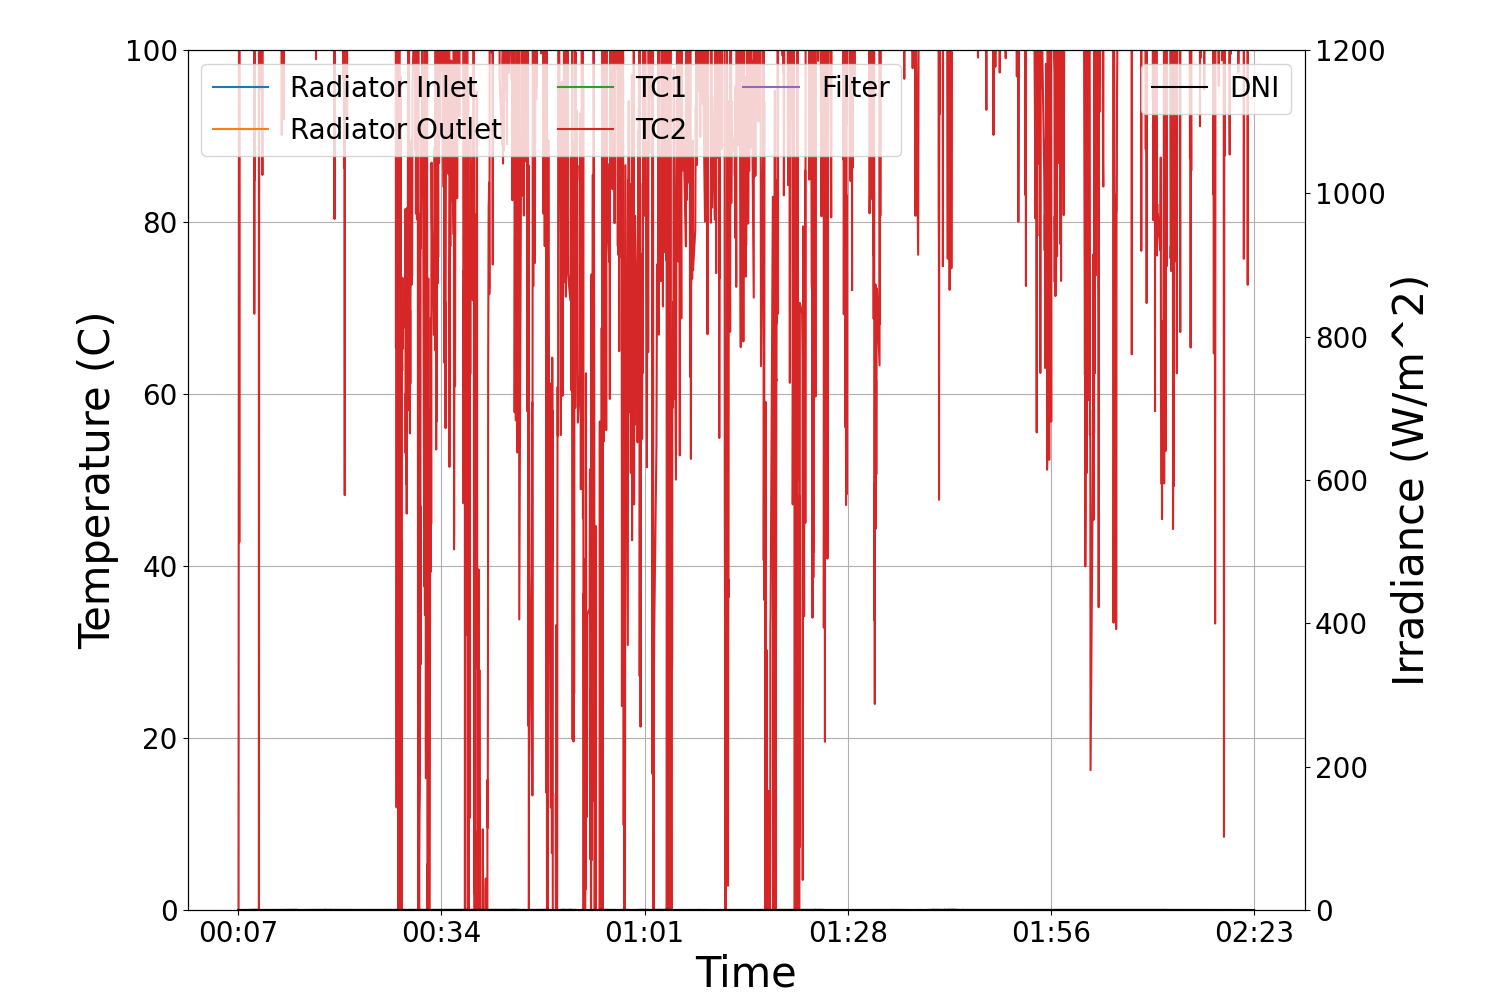 Radiator Inlet
Radiator Outlet
TC1
TC2
Filter
DNI
Temperature (C)
100
80
60
40
20
0
Irradiance (W/m^2)
1200
1000
800
600
400
200
0
00:07 00:34 01:01 01:28 01:56 02:23
Time